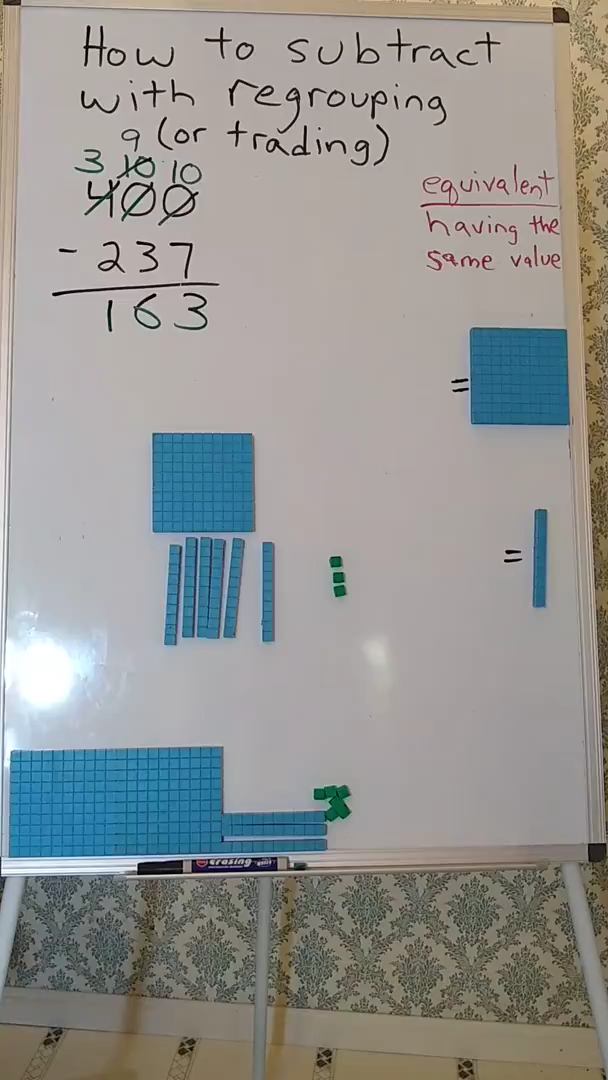 How to subtract
with regrouping
9 (or trading)
3 10 10
400
- 237
163
equivalent
having the
same value
=
=